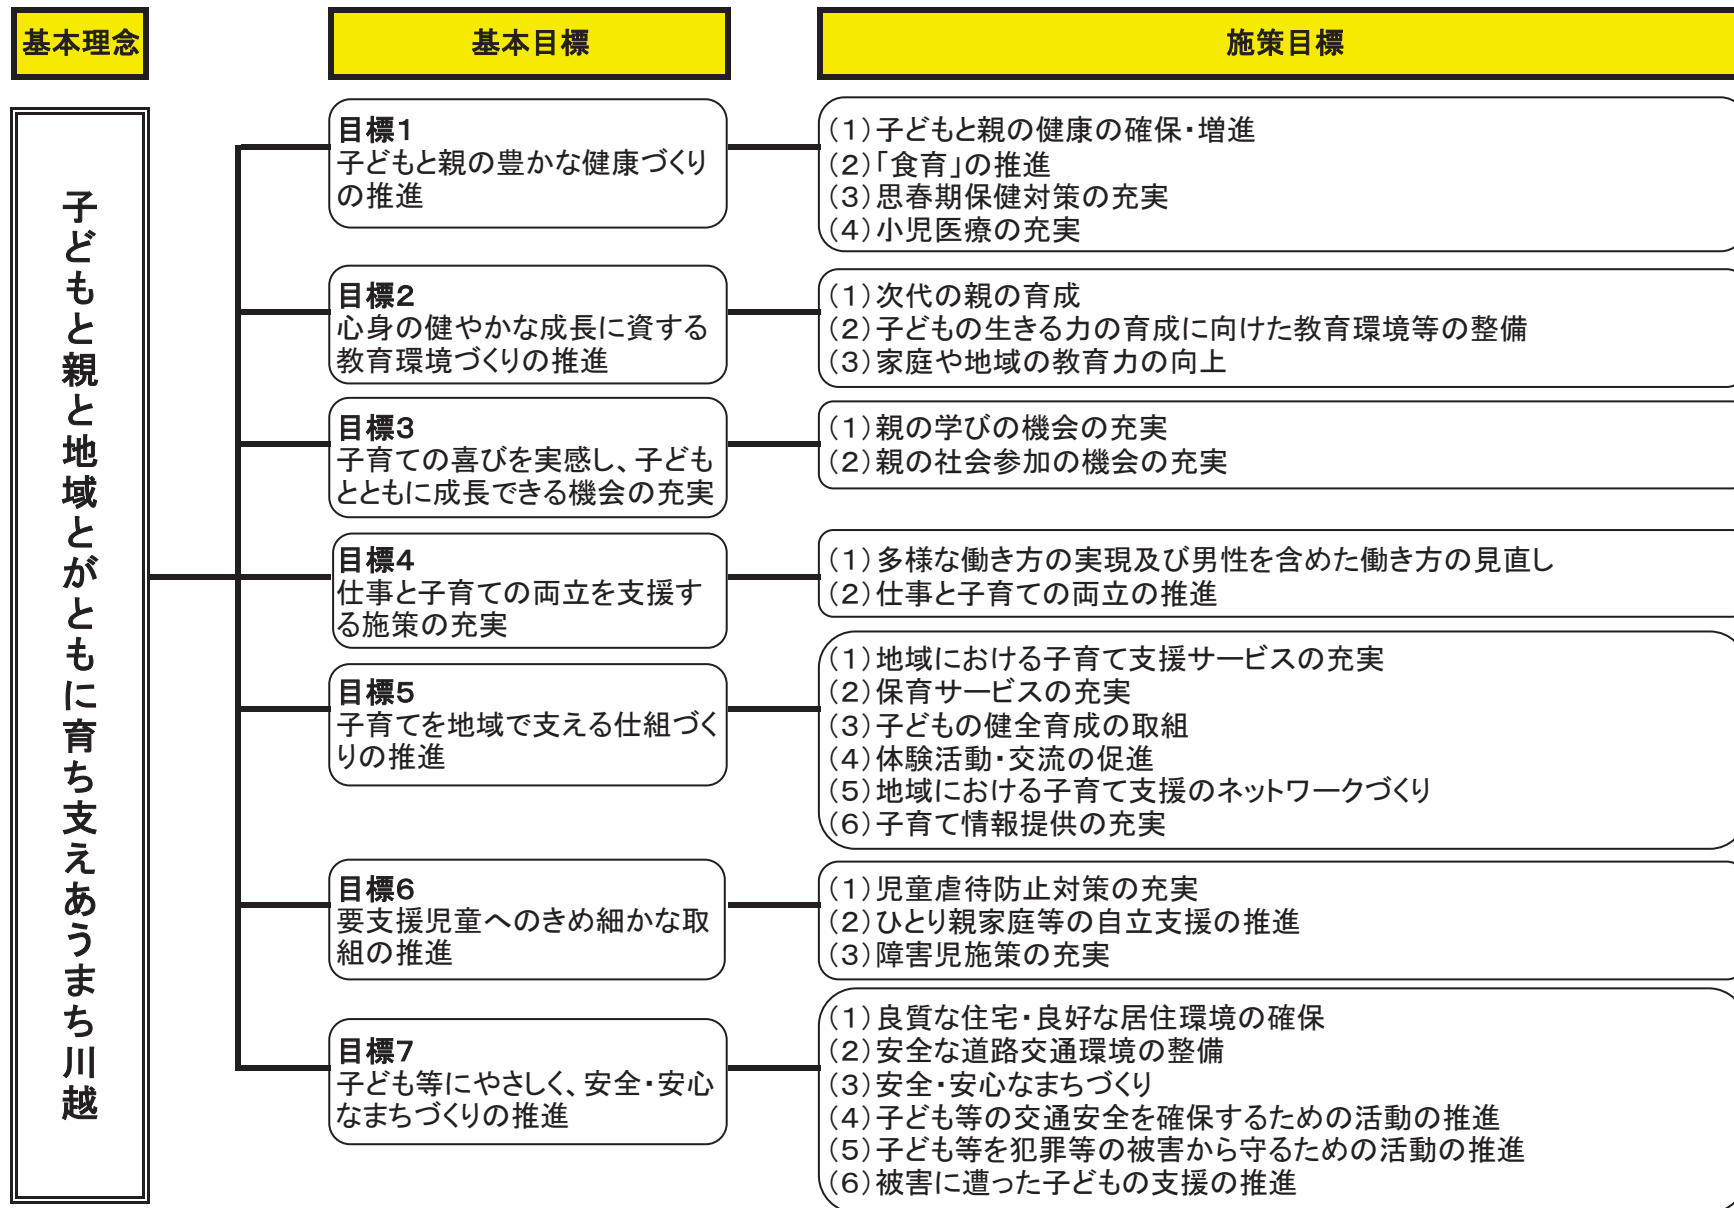 基本理念
基本目標
施策目標
子どもと親と地域とがともに育ち支えあうまち川越
目標1
子どもと親の豊かな健康づくり
の推進
(1)子どもと親の健康の確保・増進
(2)「食育」の推進
(3)思春期保健対策の充実
(4)小児医療の充実
目標2
心身の健やかな成長に資する
教育環境づくりの推進
(1)次代の親の育成
(2)子どもの生きる力の育成に向けた教育環境等の整備
(3)家庭や地域の教育力の向上
目標3
子育ての喜びを実感し、子ども
とともに成長できる機会の充実
(1)親の学びの機会の充実
(2)親の社会参加の機会の充実
目標4
仕事と子育ての両立を支援す
る施策の充実
(1)多様な働き方の実現及び男性を含めた働き方の見直し
(2)仕事と子育ての両立の推進
目標5
子育てを地域で支える仕組づく
りの推進
(1)地域における子育て支援サービスの充実
(2)保育サービスの充実
(3)子どもの健全育成の取組
(4)体験活動・交流の促進
(5)地域における子育て支援のネットワークづくり
(6)子育て情報提供の充実
目標6
要支援児童へのきめ細かな取
組の推進
(1)児童虐待防止対策の充実
(2)ひとり親家庭等の自立支援の推進
(3)障害児施策の充実
目標7
子ども等にやさしく、安全・安心
なまちづくりの推進
(1)良質な住宅・良好な居住環境の確保
(2)安全な道路交通環境の整備
(3)安全・安心なまちづくり
(4)子ども等の交通安全を確保するための活動の推進
(5)子ども等を犯罪等の被害から守るための活動の推進
(6)被害に遭った子どもの支援の推進